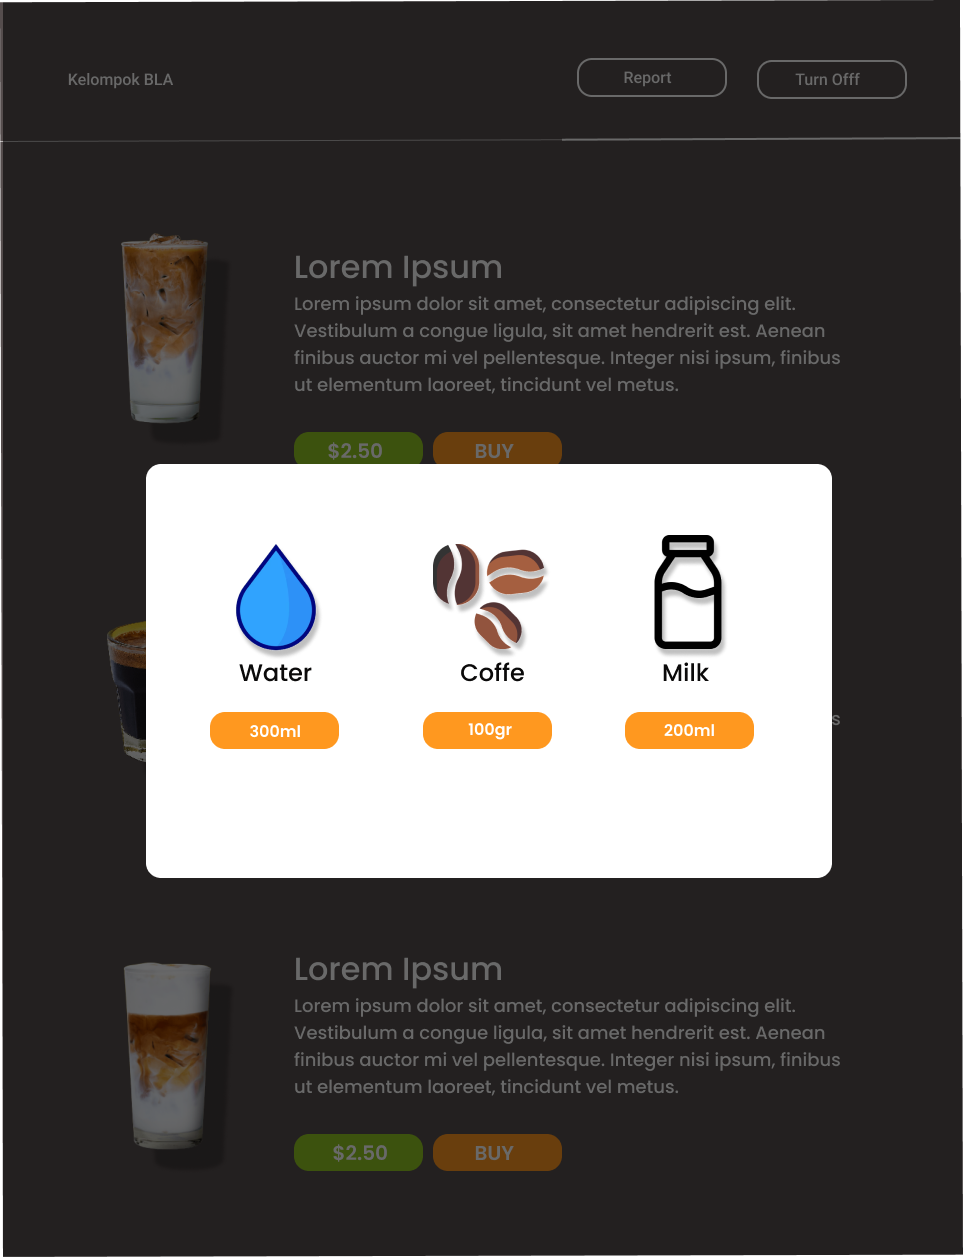 Kelompok BLA
Report
Turn Offf
Lorem Ipsum
Lorem ipsum dolor sit amet, consectetur adipiscing elit.
Vestibulum a congue ligula, sit amet hendrerit est. Aenean
finibus auctor mi vel pellentesque. Integer nisi ipsum, finibus
ut elementum laoreet, tincidunt vel metus.
$2.50
BUY
Water
Coffe
Milk
300ml
100gr
200ml
s
Lorem Ipsum
Lorem ipsum dolor sit amet, consectetur adipiscing elit.
Vestibulum a congue ligula, sit amet hendrerit est. Aenean
finibus auctor mi vel pellentesque. Integer nisi ipsum, finibus
ut elementum laoreet, tincidunt vel metus.
$2.50
BUY